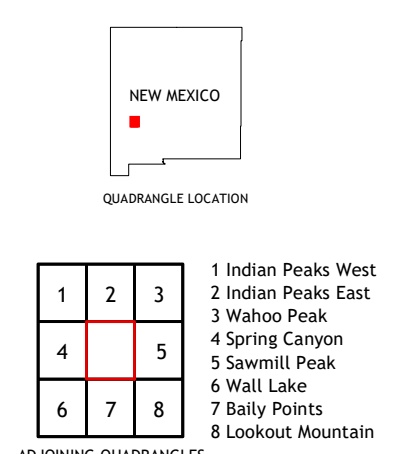 NEW MEXICO
QUADRANGLE LOCATION
1 2 3
4 5
6 7 8
1 Indian Peaks West
2 Indian Peaks East
3 Wahoo Peak
4 Spring Canyon
5 Sawmill Peak
6 Wall Lake
7 Baily Points
8 Lookout Mountain
ADJOINING QUADRANGLES